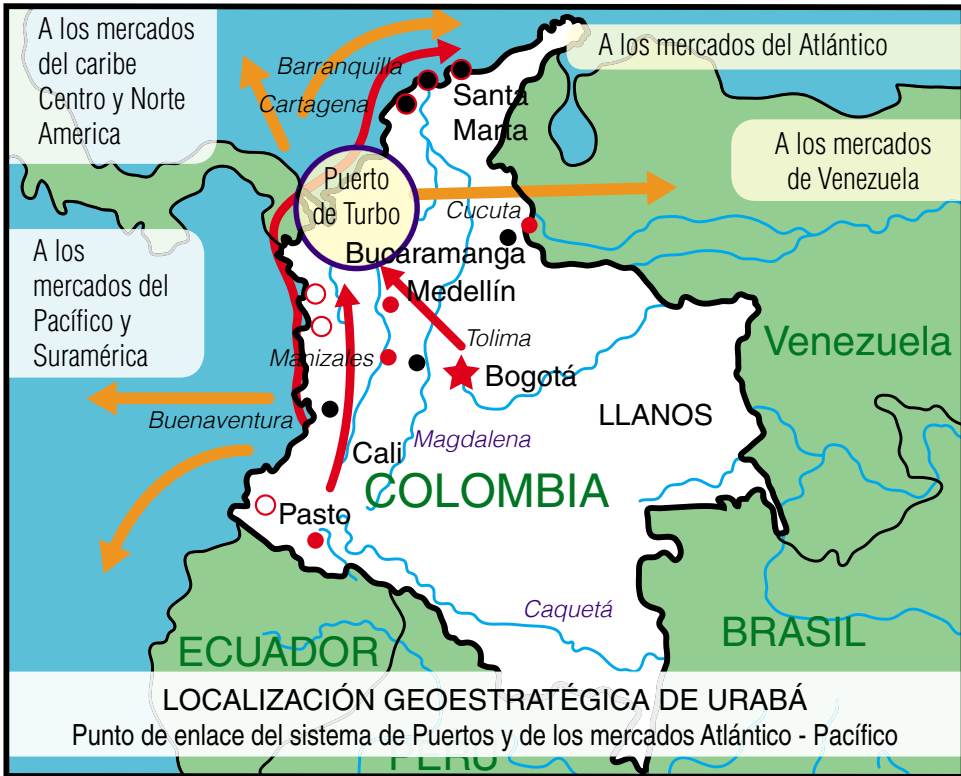 A los mercados
del caribe
Centro y Norte
America
A los mercados del Atlántico
Barranquilla
Cartagena
Santa
Marta
A los mercados
de Venezuela
Puerto
de Turbo
Cucuta
A los
mercados del
Pacífico y
Suramérica
Bucaramanga
Medellín
Tolima
Manizales
Bogotá
Venezuela
Buenaventura
LLANOS
Magdalena
Cali
COLOMBIA
Pasto
Caquetá
BRASIL
ECUADOR
LOCALIZACIÓN GEOESTRATÉGICA DE URABÁ
Punto de enlace del sistema de Puertos y de los mercados Atlántico - Pacífico
PERU